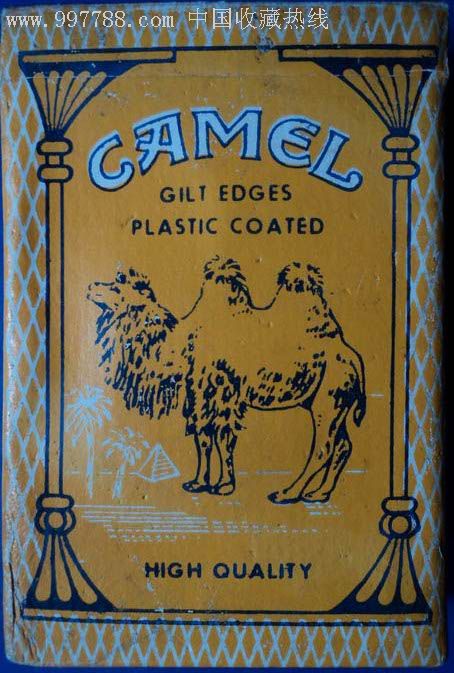 www.997788.com 中国收藏热线
CAMEL
GILT EDGES
PLASTIC COATED
HIGH QUALITY